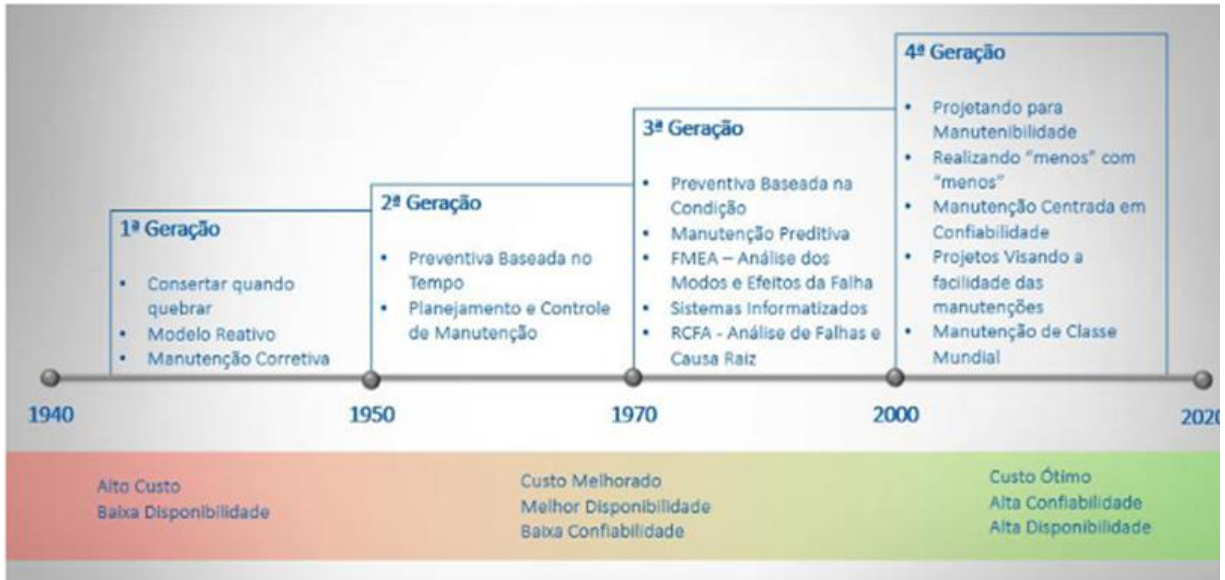 1ª Geração
• Consertar quando
quebrar
• Modelo Reativo
• Manutenção Corretiva
2ª Geração
• Preventiva Baseada no
Tempo
• Planejamento e Controle
de Manutenção
3ª Geração
• Preventiva Baseada na
Condição
• Manutenção Preditiva
• FMEA – Análise dos
Modos e Efeitos da Falha
• Sistemas Informatizados
• RCFA - Análise de Falhas e
Causa Raiz
4ª Geração
• Projetando para
Manutenibilidade
• Realizando “menos” com
“menos”
• Manutenção Centrada em
Confiabilidade
• Projetos Visando a
facilidade das
manutenções
• Manutenção de Classe
Mundial
1940
1950
1970
2000
2020
Alto Custo
Baixa Disponibilidade
Custo Melhorado
Melhor Disponibilidade
Baixa Confiabilidade
Custo Ótimo
Alta Confiabilidade
Alta Disponibilidade